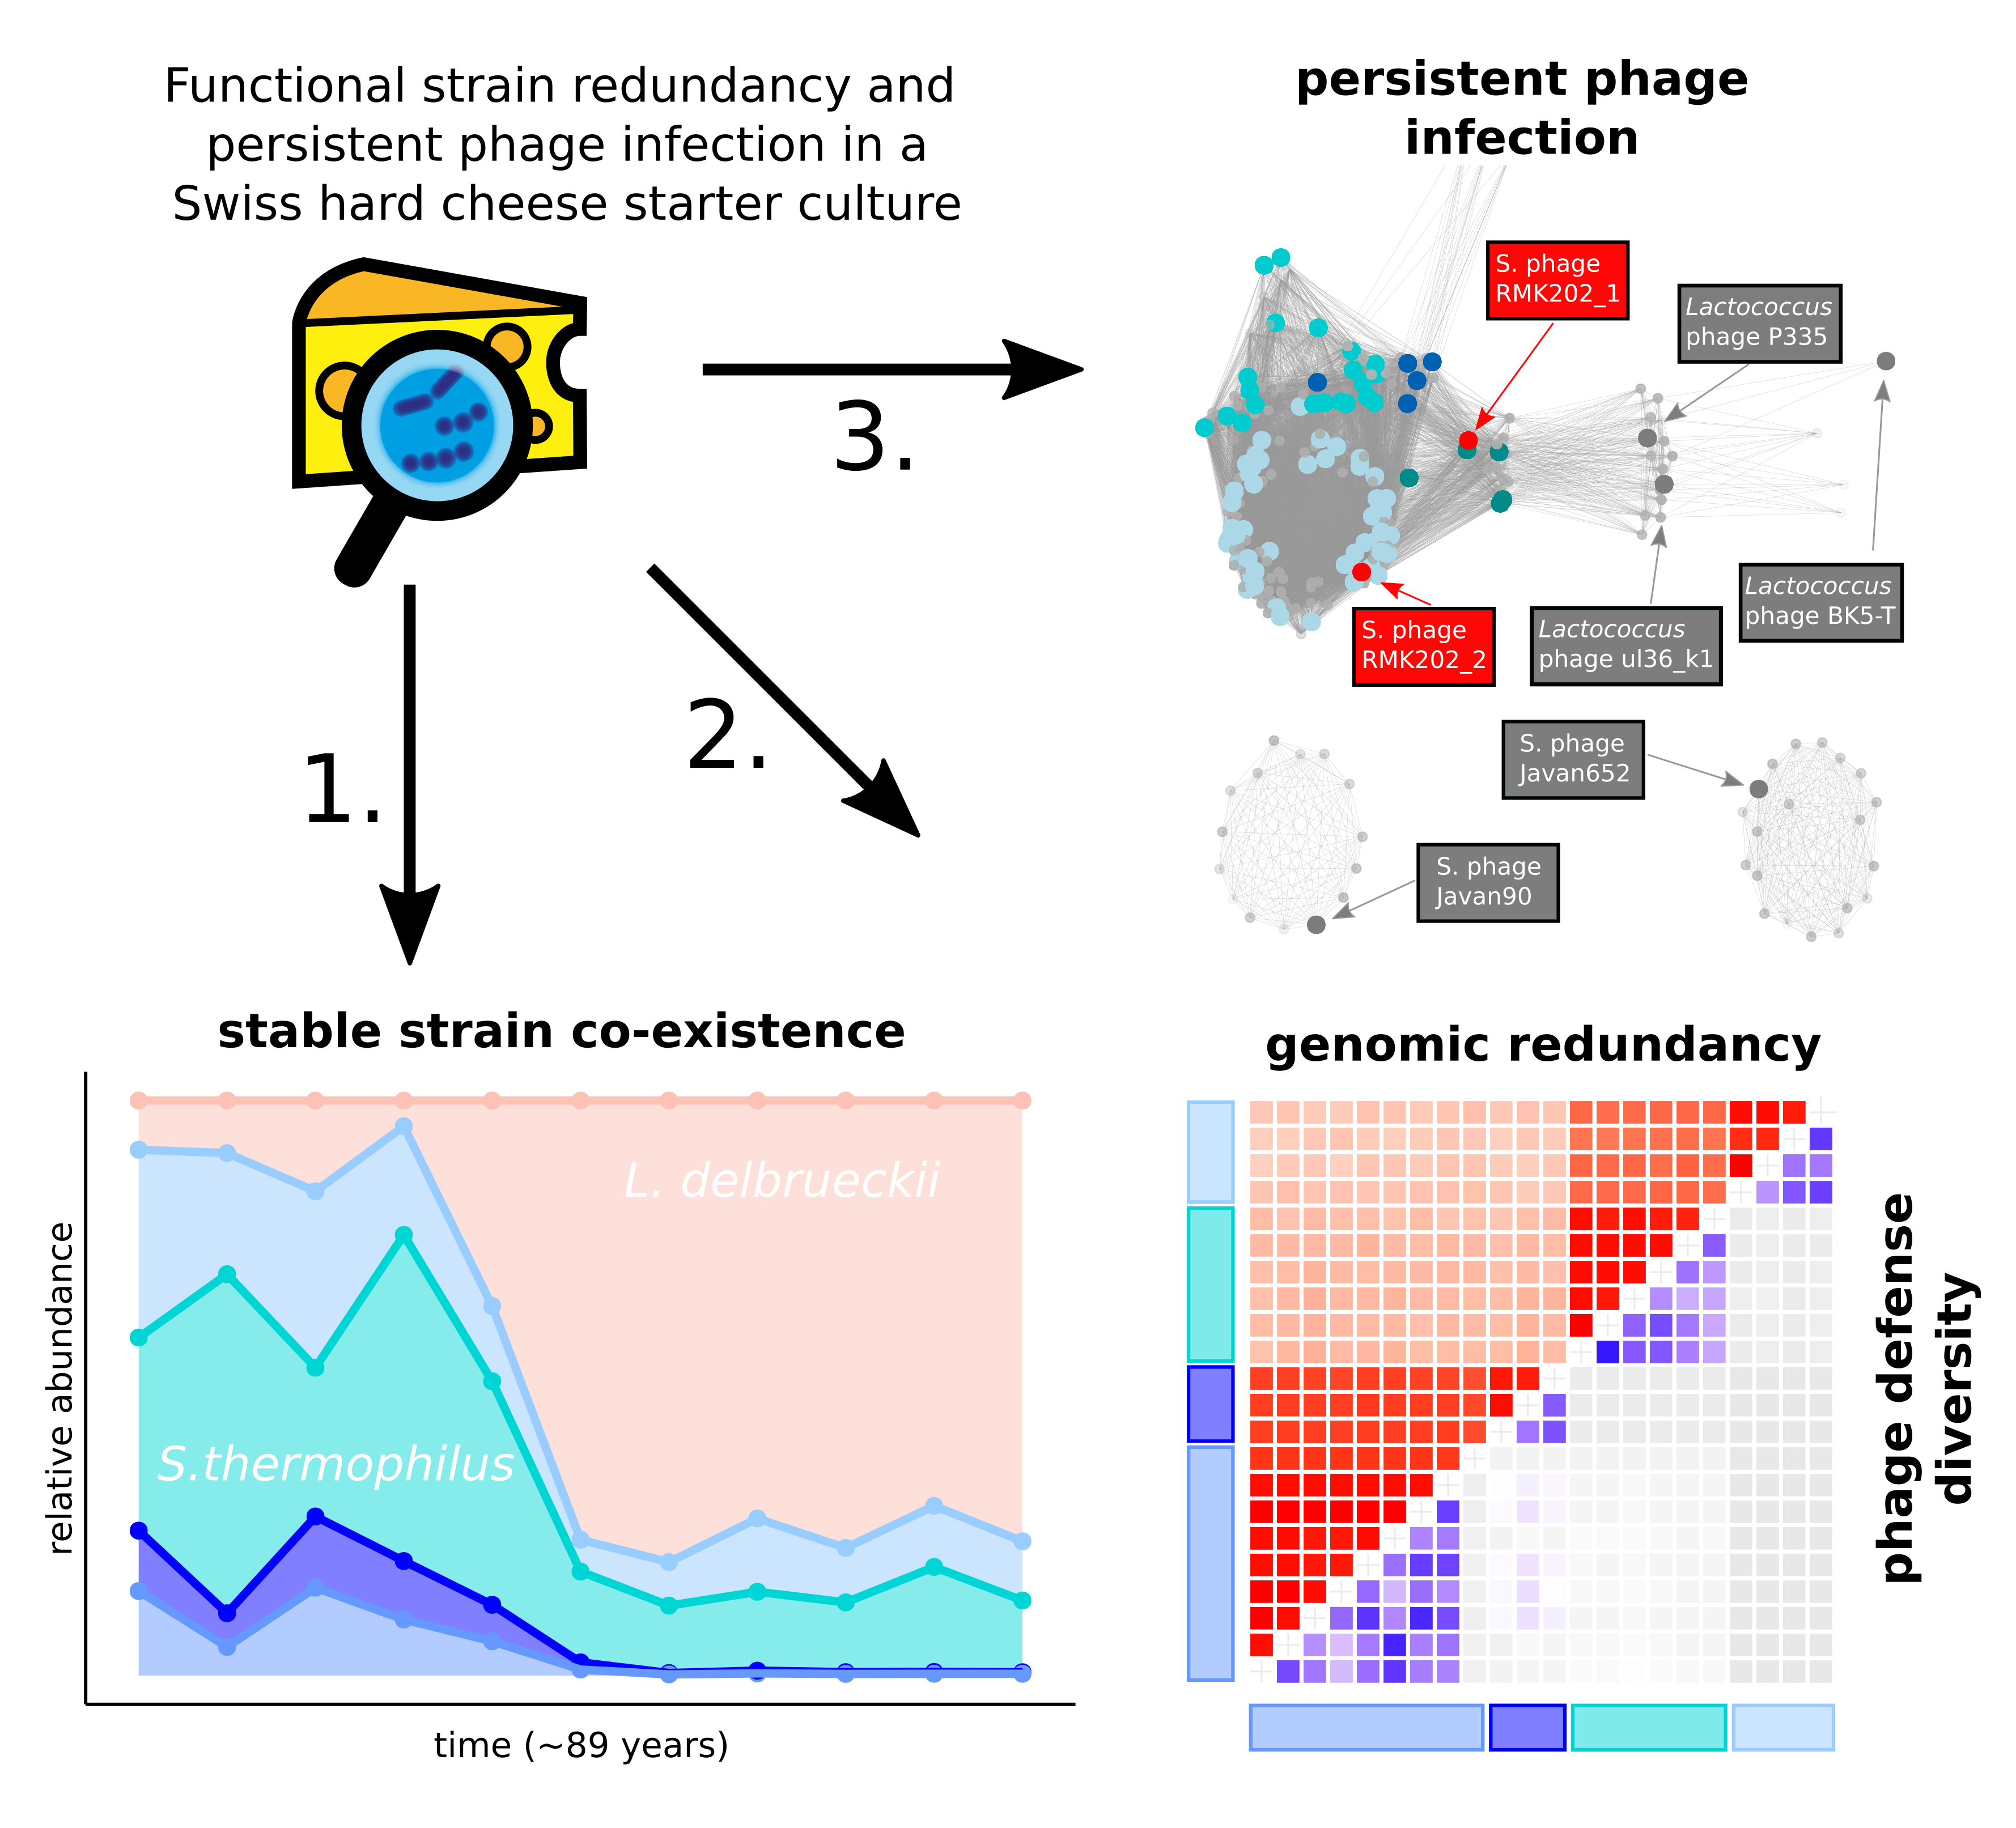 Functional strain redundancy and
persistent phage infection in a
Swiss hard cheese starter culture
persistent phage
infection
S. phage
RMK202_1
Lactococcus
phage P335
3.
Lactococcus
phage BK5-T
S. phage
RMK202_2
Lactococcus
phage ul36_k1
2.
1.
S. phage
Javan652
S. phage
Javan90
stable strain co-existence
L. delbrueckii
S.thermophilus
relative abundance
time (~89 years)
genomic redundancy
phage defense
diversity